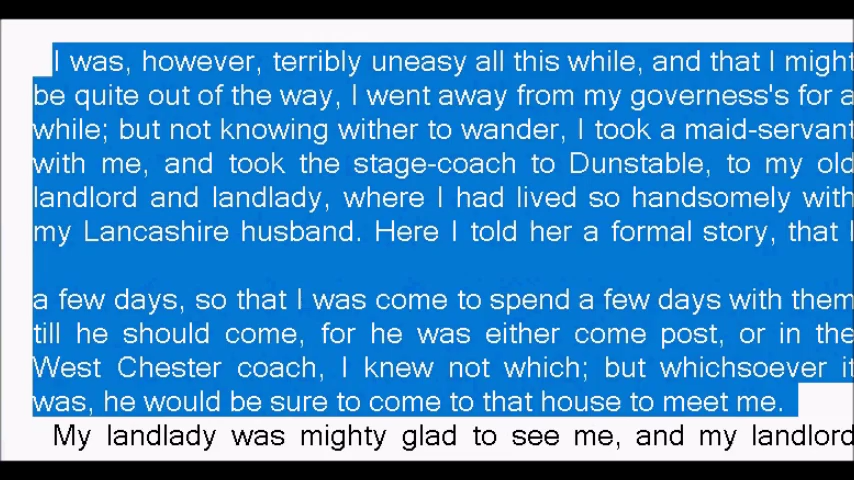 I was, however, terribly uneasy all this while, and that I might
be quite out of the way, I went away from my governess's for a
while; but not knowing wither to wander, I took a maid-servant
with me, and took the stage-coach to Dunstable, to my old
landlord and landlady, where I had lived so handsomely with
my Lancashire husband. Here I told her a formal story, that I
a few days, so that I was come to spend a few days with them
till he should come, for he was either come post, or in the
West Chester coach, I knew not which; but whichsoever it
was, he would be sure to come to that house to meet me.
My landlady was mighty glad to see me, and my landlord